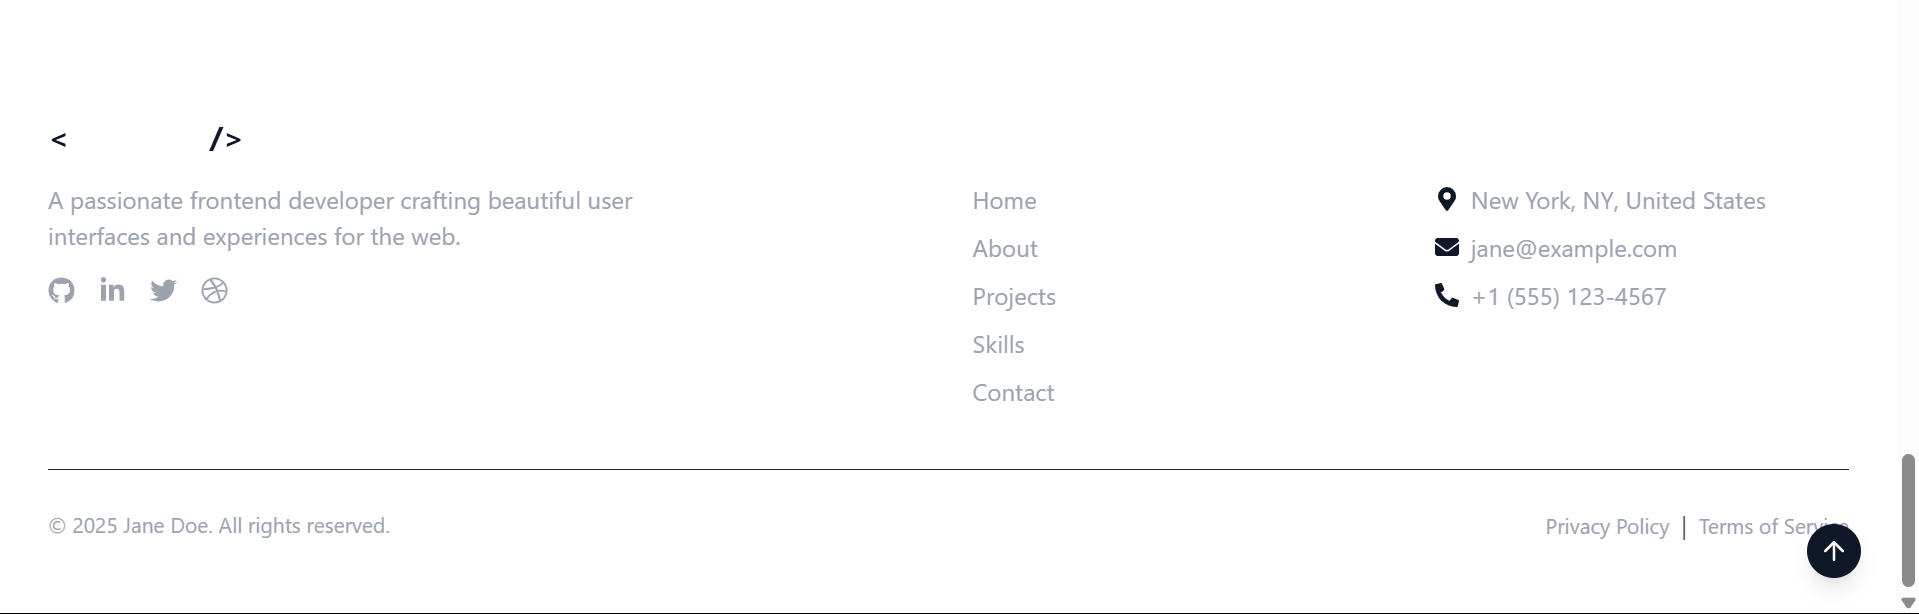 < />
A passionate frontend developer crafting beautiful user
interfaces and experiences for the web.
Home
About
Projects
Skills
Contact
New York, NY, United States
jane@example.com
+1 (555) 123-4567
© 2025 Jane Doe. All rights reserved.
Privacy Policy | Terms of Service